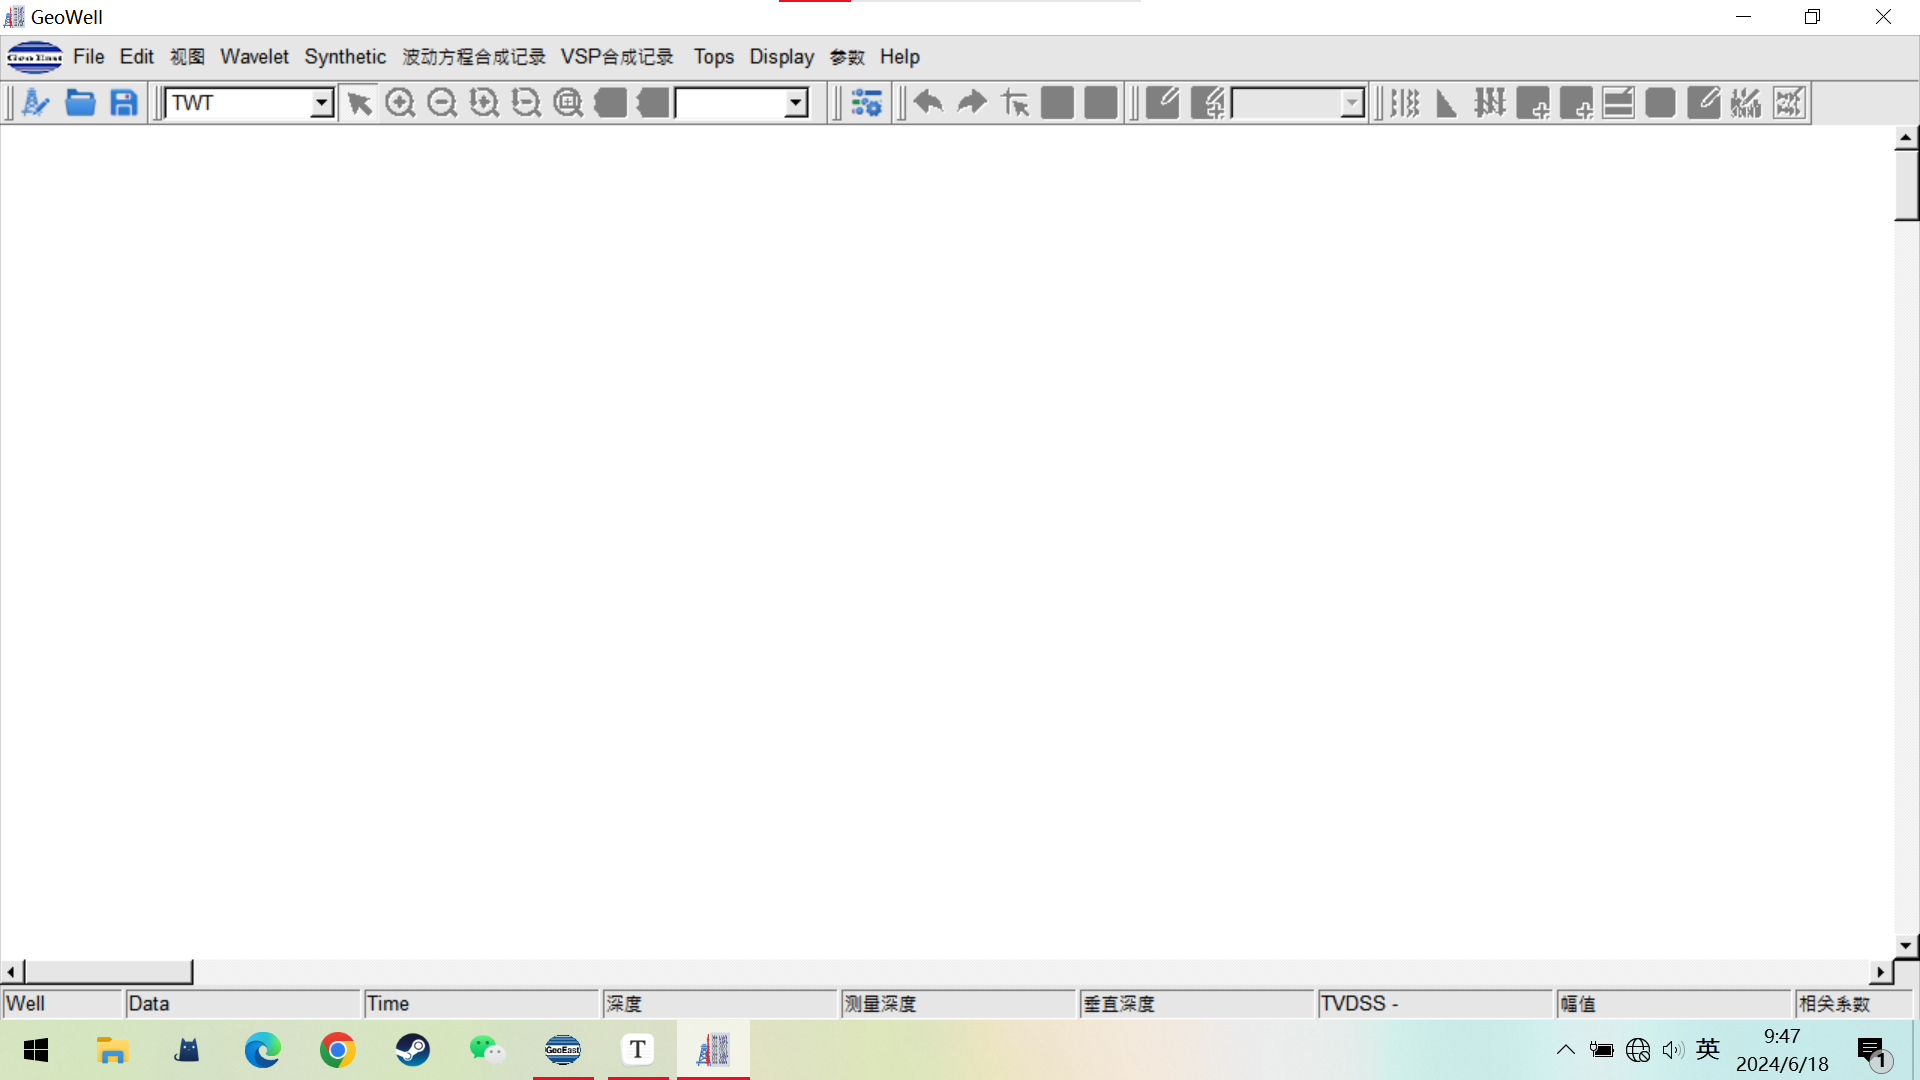 GeoWell
GeoEast File Edit 视图 Wavelet Synthetic 波动方程合成记录 VSP合成记录 Tops Display 参数 Help
TWT
Well Data Time 深度 测量深度 垂直深度 TVDSS - 幅值 相关系数
GeoEast T 英 9:47
2024/6/18 1